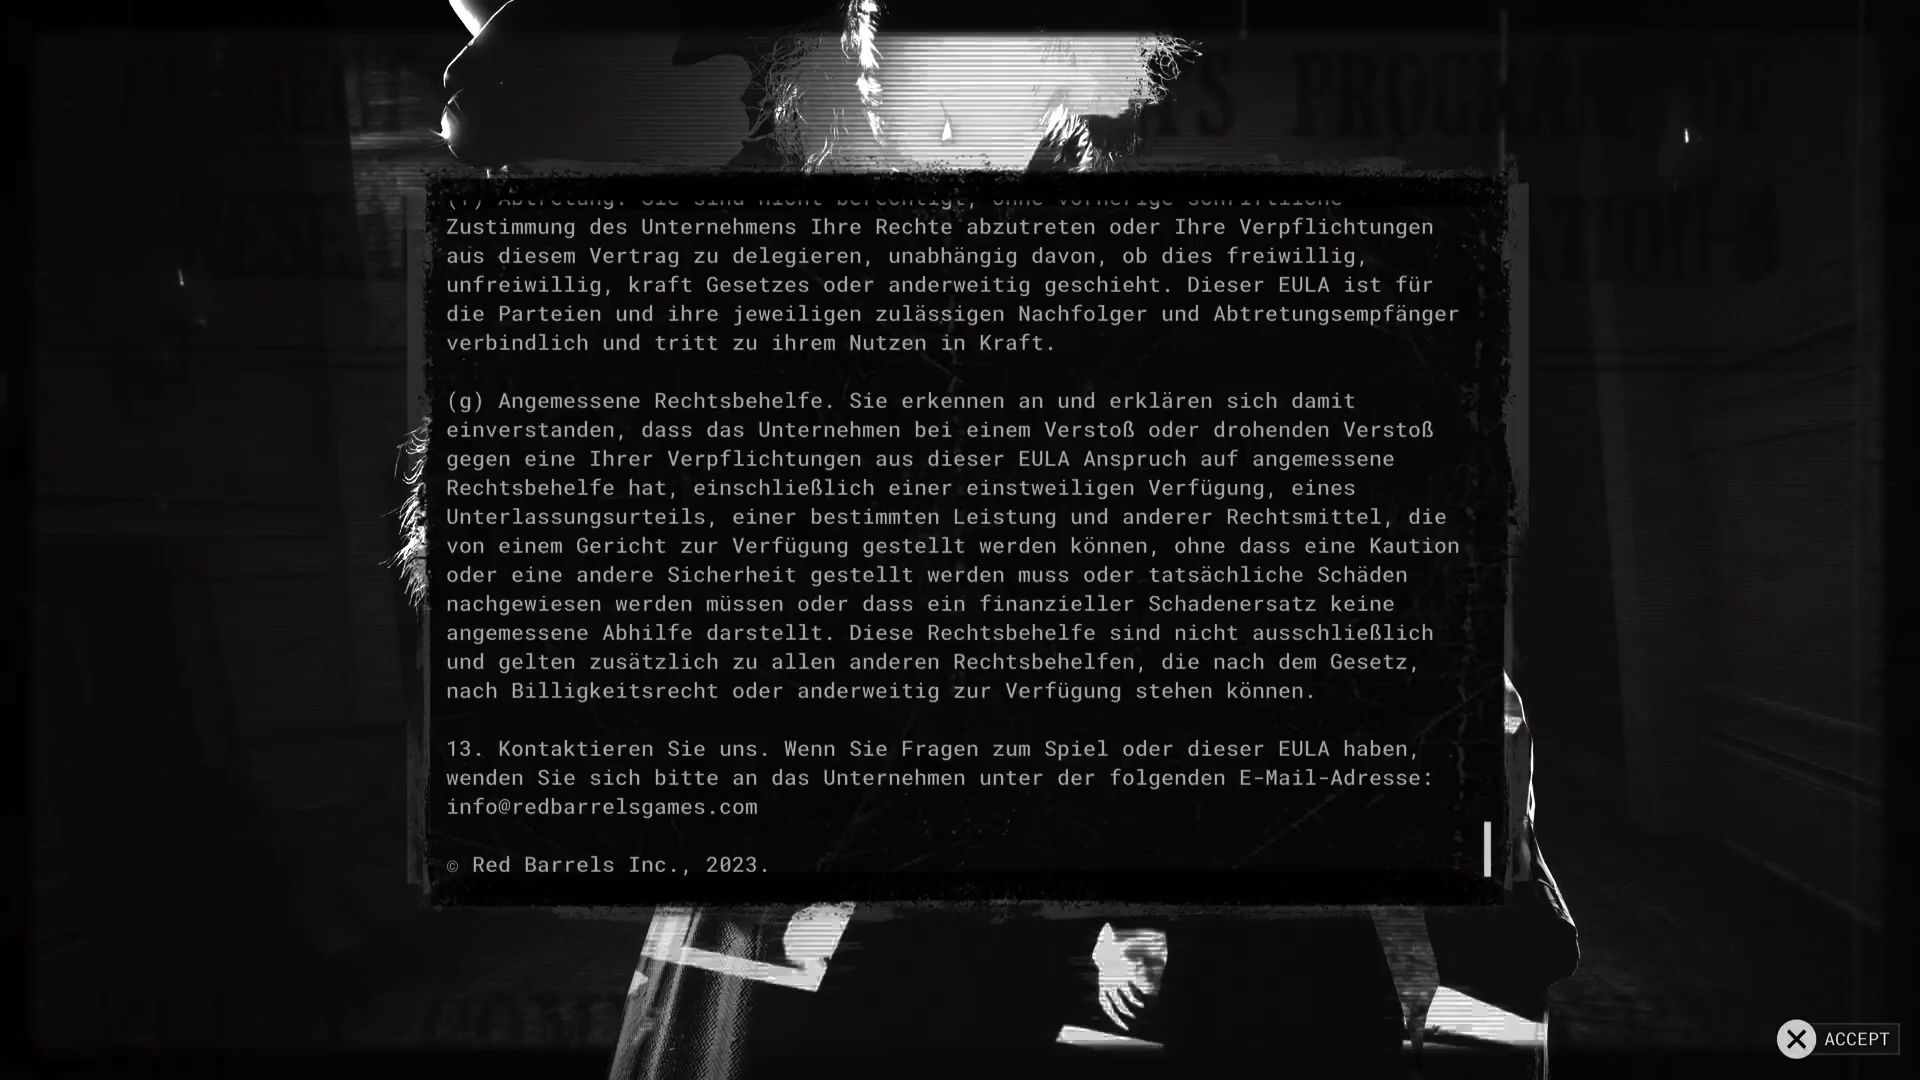 (f) Abtretung. Sie sind nicht berechtigt, ohne vorherige schriftliche
Zustimmung des Unternehmens Ihre Rechte abzutreten oder Ihre Verpflichtungen
aus diesem Vertrag zu delegieren, unabhängig davon, ob dies freiwillig,
unfreiwillig, kraft Gesetzes oder anderweitig geschieht. Dieser EULA ist für
die Parteien und ihre jeweiligen zulässigen Nachfolger und Abtretungsempfänger
verbindlich und tritt zu ihrem Nutzen in Kraft.
(g) Angemessene Rechtsbehelfe. Sie erkennen an und erklären sich damit
einverstanden, dass das Unternehmen bei einem Verstoß oder drohenden Verstoß
gegen eine Ihrer Verpflichtungen aus dieser EULA Anspruch auf angemessene
Rechtsbehelfe hat, einschließlich einer einstweiligen Verfügung, eines
Unterlassungsurteils, einer bestimmten Leistung und anderer Rechtsmittel, die
von einem Gericht zur Verfügung gestellt werden können, ohne dass eine Kaution
oder eine andere Sicherheit gestellt werden muss oder tatsächliche Schäden
nachgewiesen werden müssen oder dass ein finanzieller Schadenersatz keine
angemessene Abhilfe darstellt. Diese Rechtsbehelfe sind nicht ausschließlich
und gelten zusätzlich zu allen anderen Rechtsbehelfen, die nach dem Gesetz,
nach Billigkeitsrecht oder anderweitig zur Verfügung stehen können.
13. Kontaktieren Sie uns. Wenn Sie Fragen zum Spiel oder dieser EULA haben,
wenden Sie sich bitte an das Unternehmen unter der folgenden E-Mail-Adresse:
info@redbarrelsgames.com
© Red Barrels Inc., 2023.
ACCEPT